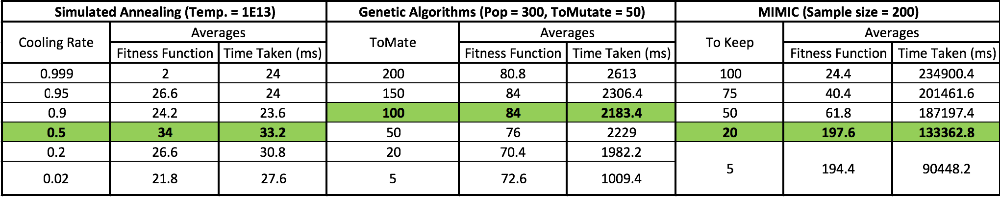 Simulated Annealing (Temp. = 1E13) Genetic Algorithms (Pop = 300, ToMutate = 50) MIMIC (Sample size = 200)
Cooling Rate Averages ToMate Averages To Keep Averages
Fitness Function Time Taken (ms) Fitness Function Time Taken (ms) Fitness Function Time Taken (ms)
0.999 2 24 200 80.8 2613 100 24.4 234900.4
0.95 26.6 24 150 84 2306.4 75 40.4 201461.6
0.9 24.2 23.6 100 84 2183.4 50 61.8 187197.4
0.5 34 33.2 50 76 2229 20 197.6 133362.8
0.2 26.6 30.8 20 70.4 1982.2
0.02 21.8 27.6 5 72.6 1009.4 5 194.4 90448.2